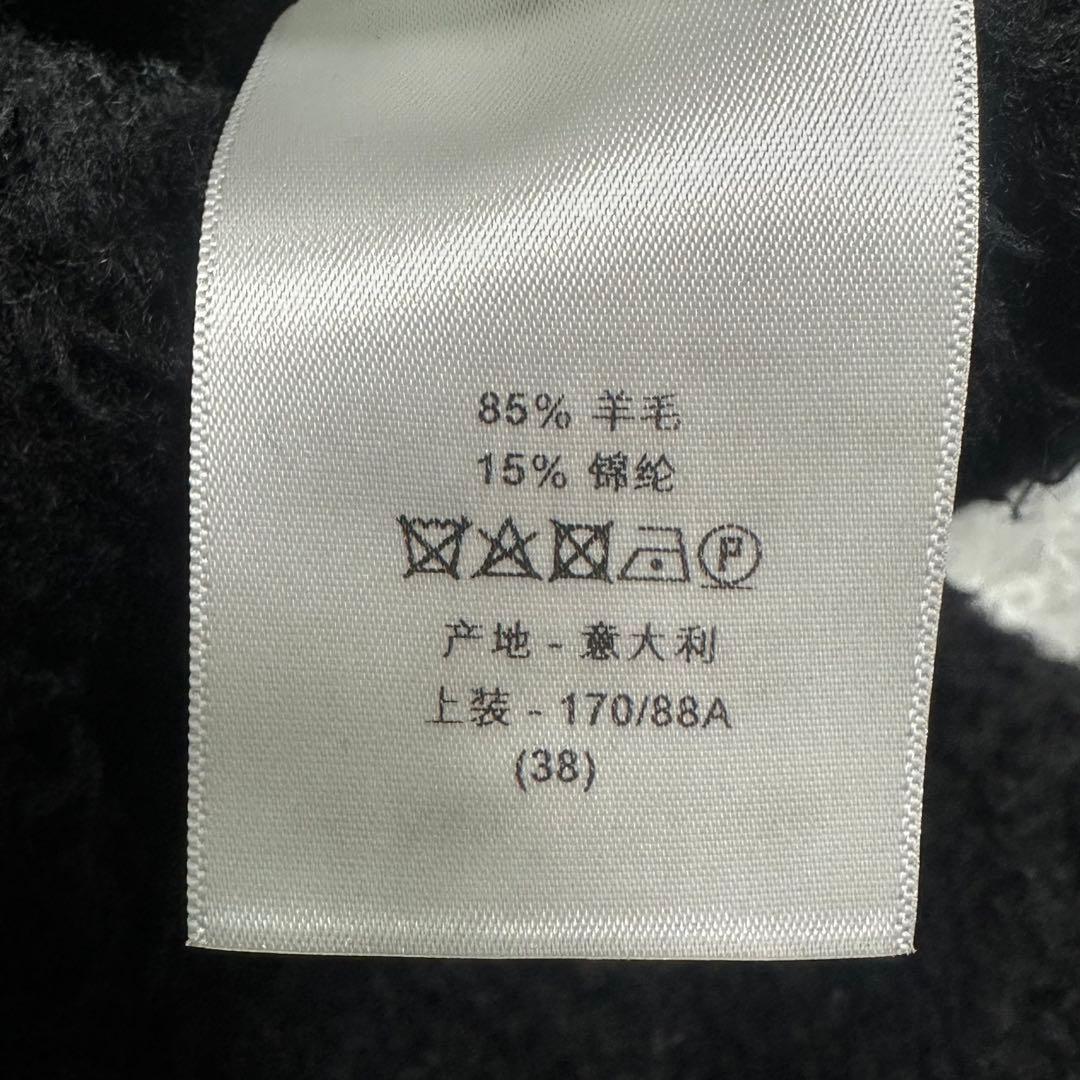 85% 羊毛
15% 锦纶
P
产地 - 意大利
上装 - 170/88A
(38)